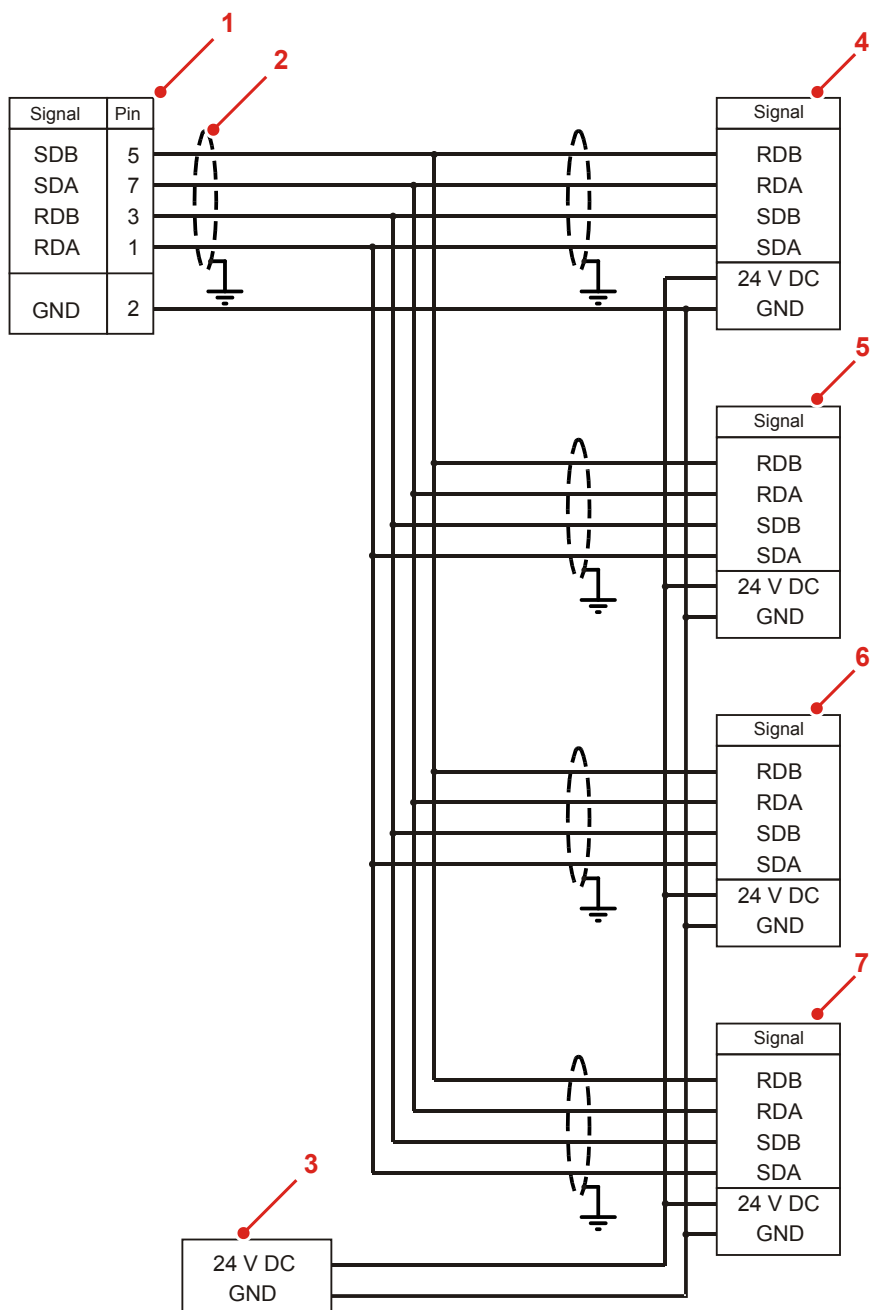 1
2
Signal Pin
SDB 5
SDA 7
RDB 3
RDA 1
GND 2
4
Signal
RDB
RDA
SDB
SDA
24 V DC
GND
5
Signal
RDB
RDA
SDB
SDA
24 V DC
GND
6
Signal
RDB
RDA
SDB
SDA
24 V DC
GND
7
Signal
RDB
RDA
SDB
SDA
24 V DC
GND
3
24 V DC
GND